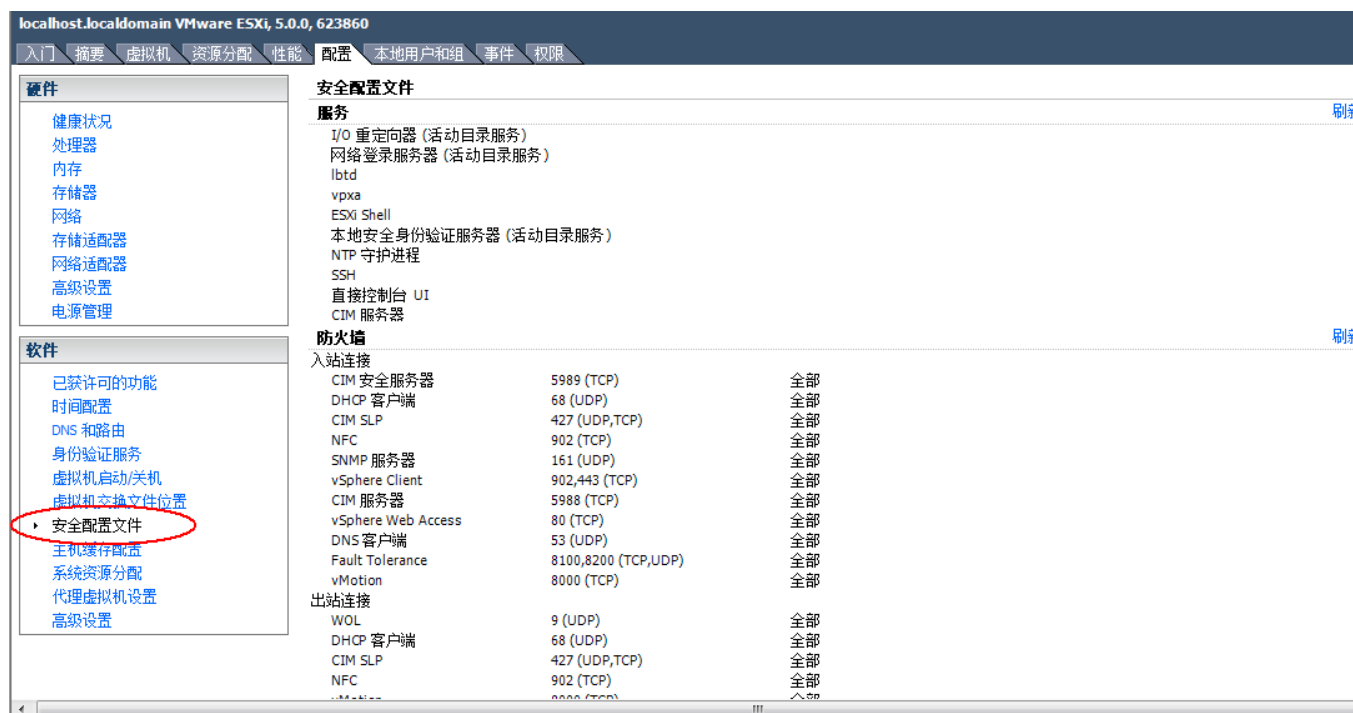 localhost.localdomain VMware ESXi, 5.0.0, 623860
入门 摘要 虚拟机 资源分配 性能 配置 本地用户和组 事件 权限
硬件
健康状况
处理器
内存
存储器
网络
存储适配器
网络适配器
高级设置
电源管理
软件
已获许可的功能
时间配置
DNS 和路由
身份验证服务
虚拟机启动/关机
虚拟机交换文件位置
安全配置文件
主机缓存配置
系统资源分配
代理虚拟机设置
高级设置
安全配置文件
服务 刷新
I/O 重定向器 (活动目录服务)
网络登录服务器 (活动目录服务)
lbtd
vpxa
ESXi Shell
本地安全身份验证服务器 (活动目录服务)
NTP 守护进程
SSH
直接控制台 UI
CIM 服务器
防火墙 刷新
入站连接
CIM 安全服务器 5989 (TCP) 全部
DHCP 客户端 68 (UDP) 全部
CIM SLP 427 (UDP,TCP) 全部
NFC 902 (TCP) 全部
SNMP 服务器 161 (UDP) 全部
vSphere Client 902,443 (TCP) 全部
CIM 服务器 5988 (TCP) 全部
vSphere Web Access 80 (TCP) 全部
DNS 客户端 53 (UDP) 全部
Fault Tolerance 8100,8200 (TCP,UDP) 全部
vMotion 8000 (TCP) 全部
出站连接
WOL 9 (UDP) 全部
DHCP 客户端 68 (UDP) 全部
CIM SLP 427 (UDP,TCP) 全部
NFC 902 (TCP) 全部
vMotion 8000 (TCP) 全部